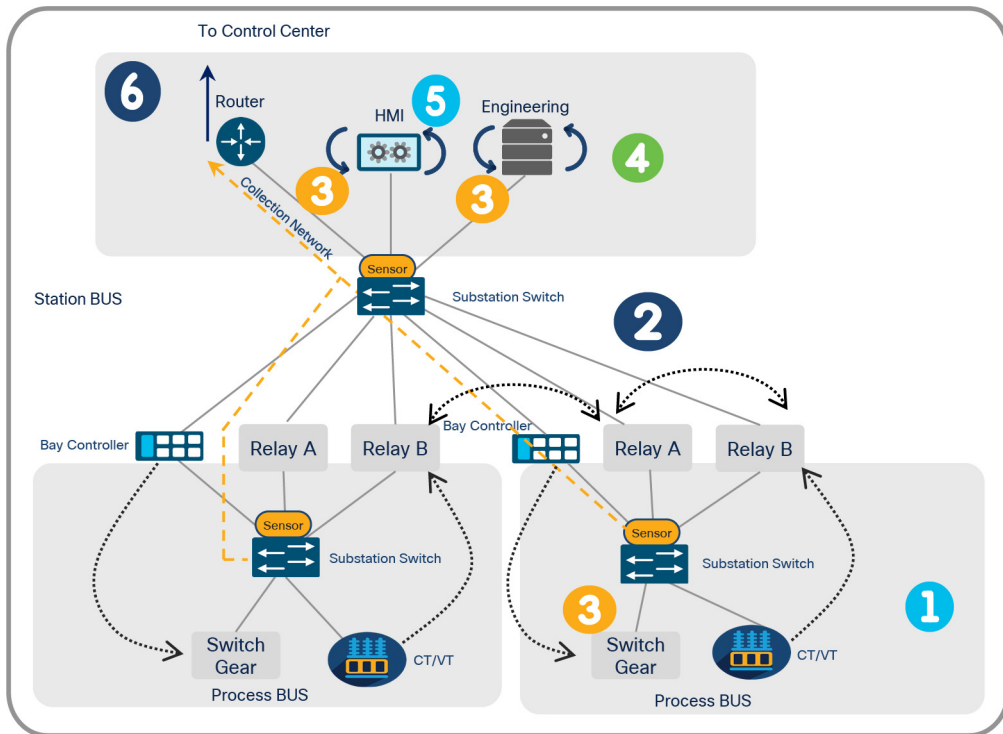 To Control Center
6
Router
HMI
5
Engineering
4
3
3
Collection Network
Sensor
Substation Switch
Station BUS
2
Bay Controller
Relay A
Relay B
Bay Controller
Relay A
Relay B
Sensor
Substation Switch
Sensor
Substation Switch
3
1
Switch
Gear
CT/VT
Process BUS
Switch
Gear
CT/VT
Process BUS